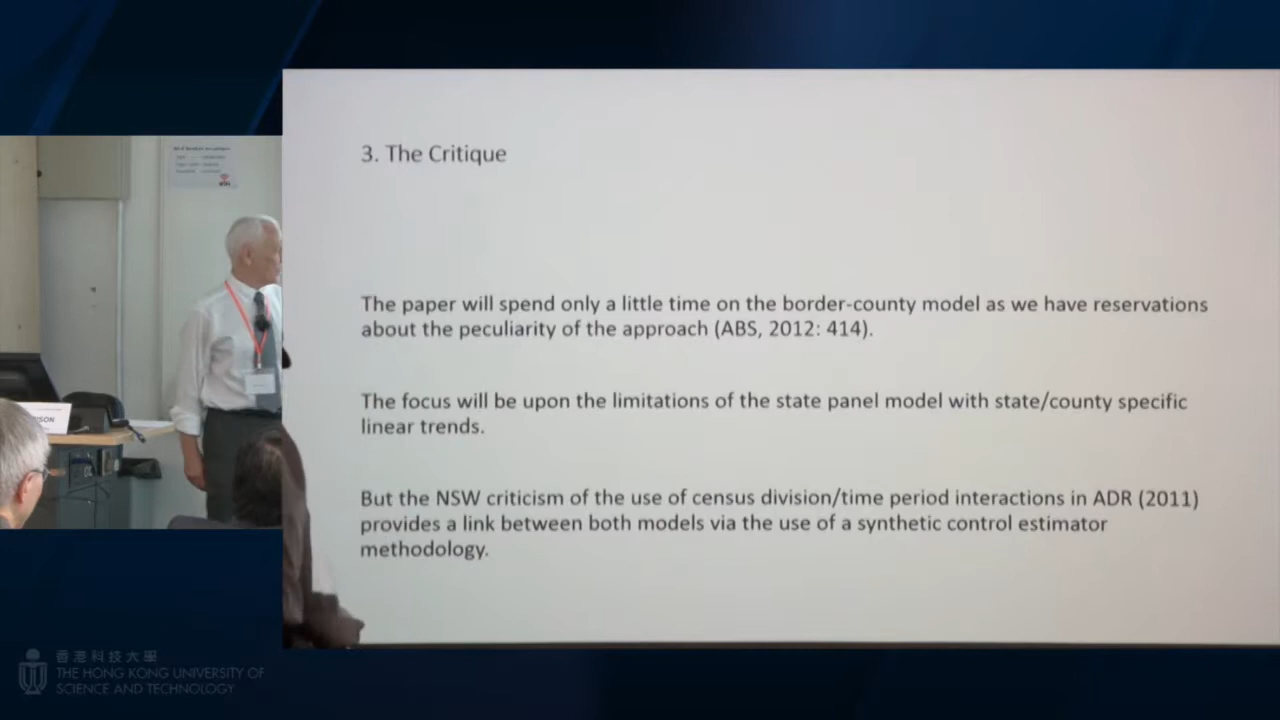 3. The Critique
The paper will spend only a little time on the border-county model as we have reservations
about the peculiarity of the approach (ABS, 2012: 414).
The focus will be upon the limitations of the state panel model with state/county specific
linear trends.
But the NSW criticism of the use of census division/time period interactions in ADR (2011)
provides a link between both models via the use of a synthetic control estimator
methodology.
香港科技大學
THE HONG KONG UNIVERSITY OF
SCIENCE AND TECHNOLOGY